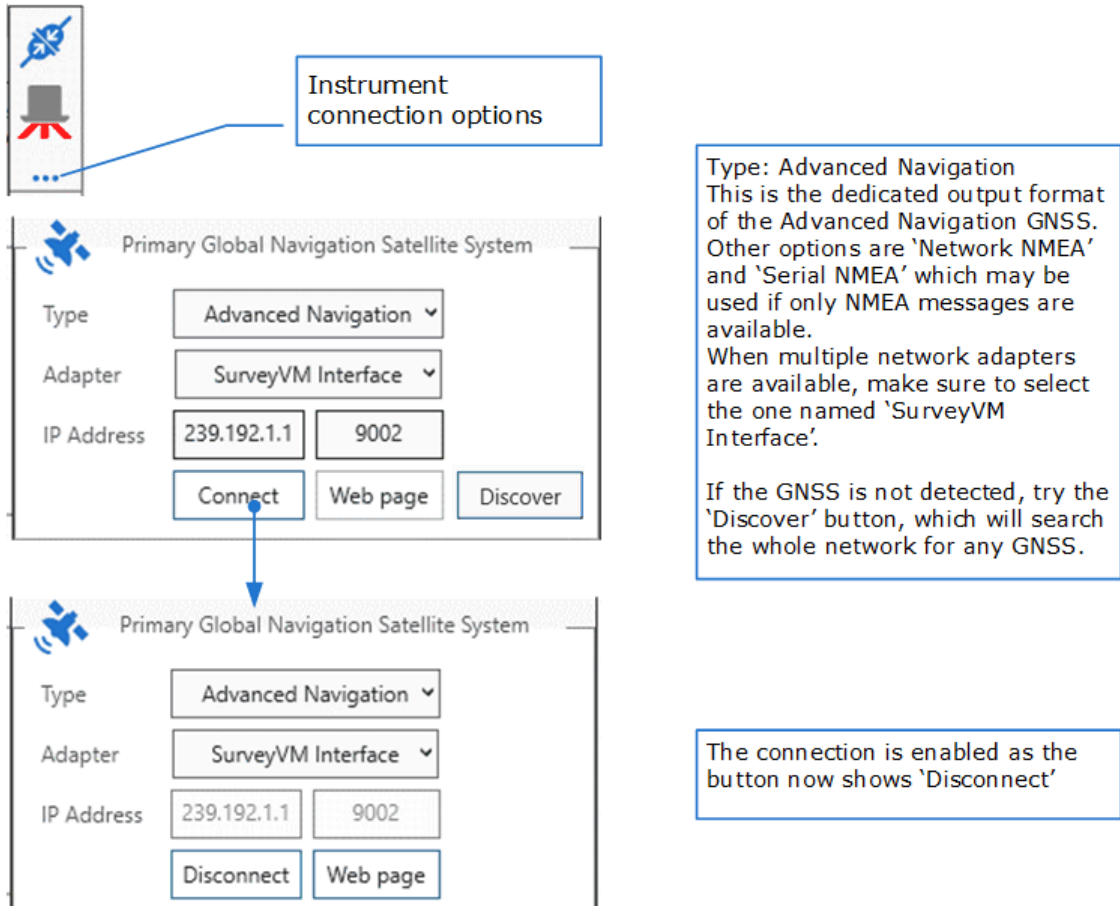 Instrument
connection options
Primary Global Navigation Satellite System
Type
Advanced Navigation
Adapter
SurveyVM Interface
IP Address
239.192.1.1
9002
Connect
Web page
Discover
Type: Advanced Navigation
This is the dedicated output format
of the Advanced Navigation GNSS.
Other options are ‘Network NMEA’
and ‘Serial NMEA’ which may be
used if only NMEA messages are
available.
When multiple network adapters
are available, make sure to select
the one named ‘SurveyVM
Interface’.
If the GNSS is not detected, try the
‘Discover’ button, which will search
the whole network for any GNSS.
Primary Global Navigation Satellite System
Type
Advanced Navigation
Adapter
SurveyVM Interface
IP Address
239.192.1.1
9002
Disconnect
Web page
The connection is enabled as the
button now shows ‘Disconnect’